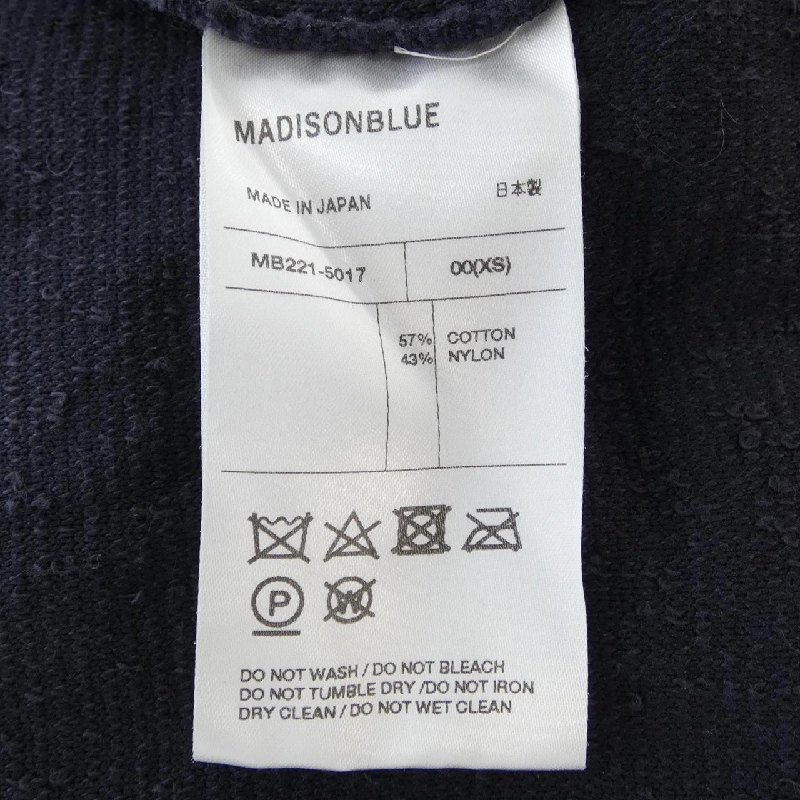 MADISONBLUE
MADE IN JAPAN 日本製
MB221-5017 00(XS)
57% COTTON
43% NYLON
P W
DO NOT WASH / DO NOT BLEACH
DO NOT TUMBLE DRY /DO NOT IRON
DRY CLEAN / DO NOT WET CLEAN